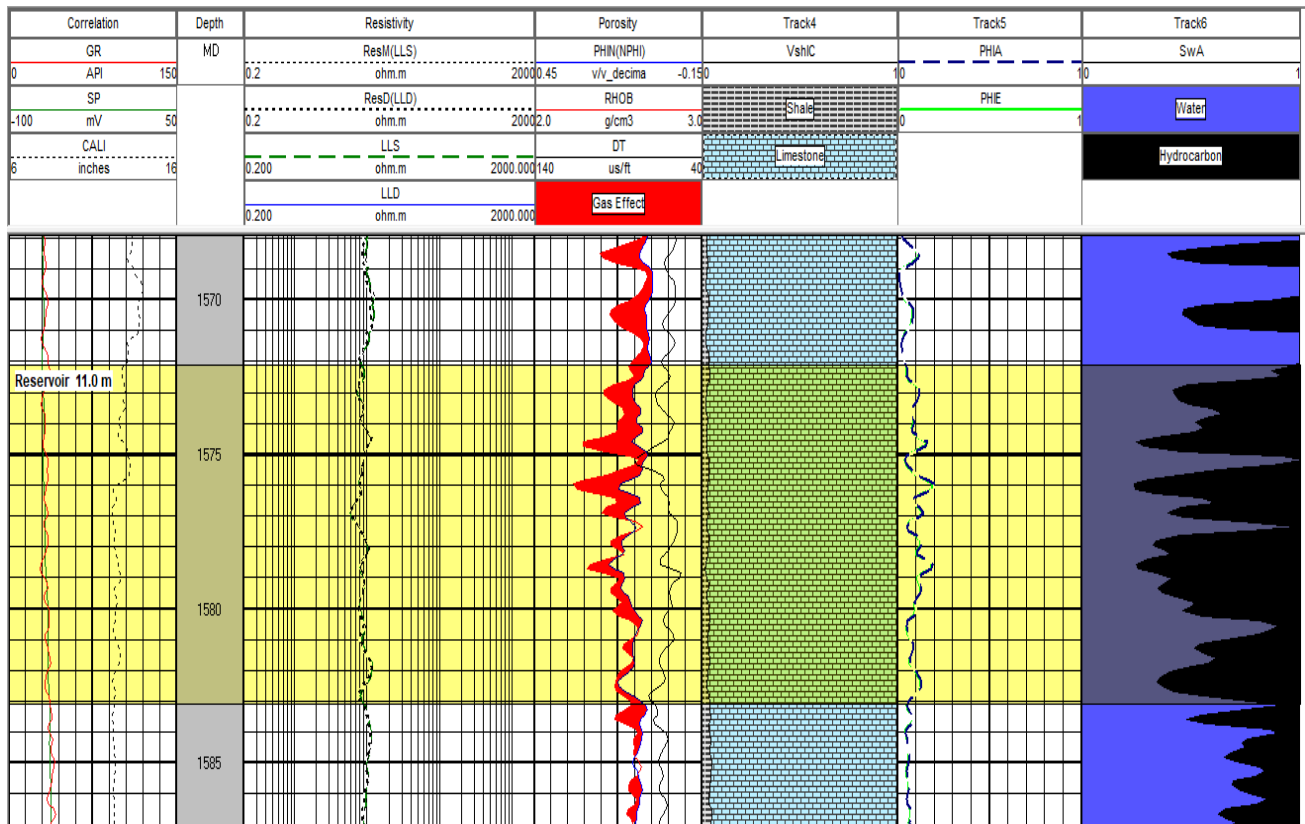 Correlation Depth Resistivity Porosity Track4 Track5 Track6
GR MD ResM(LLS) PHIN(NPHI) VshlC PHIA SwA
0 API 150 0.2 ohm.m 2000 0.45 v/v_decima -0.15 0 1 0 1 0 1
SP ResD(LLD) RHOB Shale PHIE Water
-100 mV 50 0.2 ohm.m 2000 2.0 g/cm3 3.0 0 1
CALI LLS DT Limestone Hydrocarbon
6 inches 16 0.200 ohm.m 2000.000 140 us/ft 40
LLD Gas Effect
0.200 ohm.m 2000.000
1570
Reservoir 11.0 m
1575
1580
1585